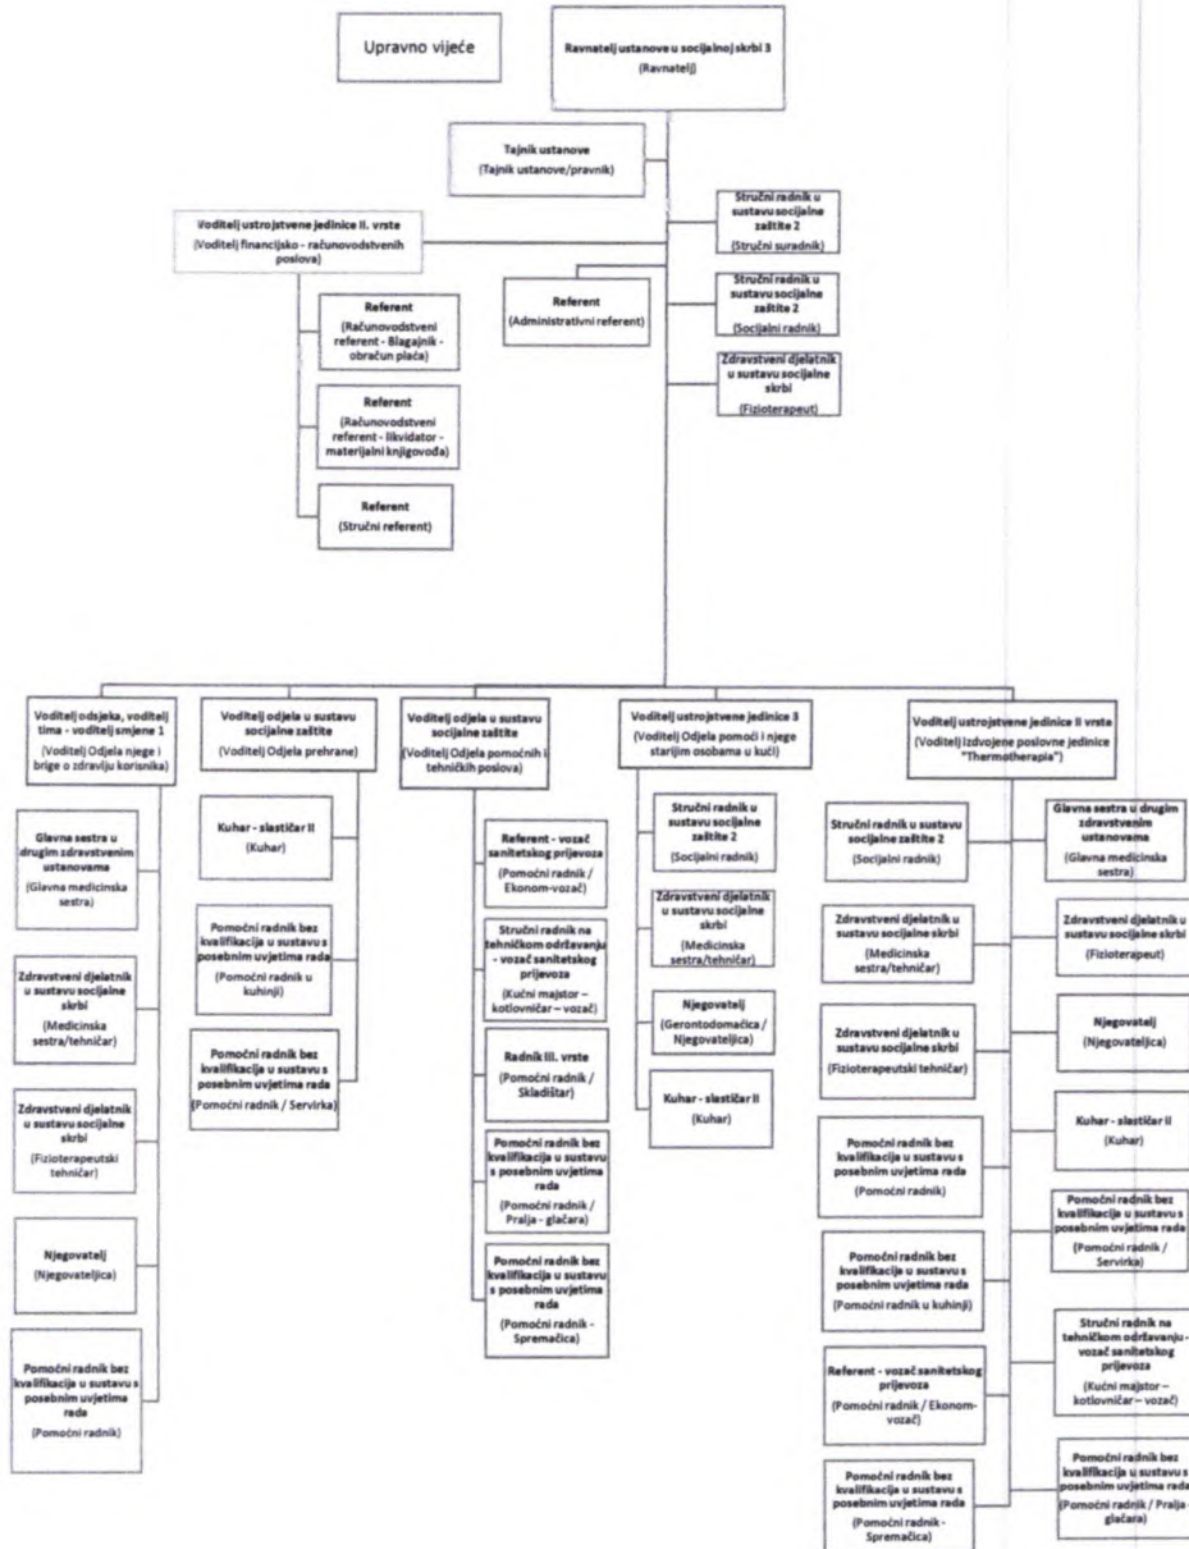 Upravno vijeće
Ravnatelj ustanove u socijalnoj skrbi 3
(Ravnatelj)
Tajnik ustanove
(Tajnik ustanove/pravnik)
Voditelj ustrojstvene jedinice II. vrste
(Voditelj financijsko - računovodstvenih
poslova)
Stručni radnik u
sustavu socijalne
zaštite 2
(Stručni suradnik)
Referent
(Administrativni referent)
Stručni radnik u
sustavu socijalne
zaštite 2
(Socijalni radnik)
Zdravstveni djelatnik
u sustavu socijalne
skrbi
(Fizioterapeut)
Referent
(Računovodstveni
referent - Blagajnik -
obračun plaća)
Referent
(Računovodstveni
referent - likvidator -
materijalni knjigovođa)
Referent
(Stručni referent)
Voditelj odsjeka, voditelj
tima - voditelj smjene 1
(Voditelj Odjela njege i
brige o zdravlju korisnika)
Glavna sestra u
drugim zdravstvenim
ustanovama
(Glavna medicinska
sestra)
Zdravstveni djelatnik
u sustavu socijalne
skrbi
(Medicinska
sestra/tehničar)
Zdravstveni djelatnik
u sustavu socijalne
skrbi
(Fizioterapeutski
tehničar)
Njegovatelj
(Njegovateljica)
Pomoćni radnik bez
kvalifikacija u sustavu s
posebnim uvjetima
rada
(Pomoćni radnik)
Voditelj odjela u sustavu
socijalne zaštite
(Voditelj Odjela prehrane)
Kuhar - slastičar II
(Kuhar)
Pomoćni radnik bez
kvalifikacija u sustavu s
posebnim uvjetima rada
(Pomoćni radnik u
kuhinji)
Pomoćni radnik bez
kvalifikacija u sustavu s
posebnim uvjetima rada
(Pomoćni radnik / Servirka)
Voditelj odjela u sustavu
socijalne zaštite
(Voditelj Odjela pomoćnih i
tehničkih poslova)
Referent - vozač
sanitetskog prijevoza
(Pomoćni radnik /
Ekonom-vozač)
Stručni radnik na
tehničkom održavanju
- vozač sanitetskog
prijevoza
(Kućni majstor –
kotlovničar – vozač)
Radnik III. vrste
(Pomoćni radnik /
Skladištar)
Pomoćni radnik bez
kvalifikacija u sustavu
s posebnim uvjetima
rada
(Pomoćni radnik /
Pralja - glačara)
Pomoćni radnik bez
kvalifikacija u sustavu
s posebnim uvjetima
rada
(Pomoćni radnik -
Spremačica)
Voditelj ustrojstvene jedinice 3
(Voditelj Odjela pomoći i njege
starijim osobama u kući)
Stručni radnik u
sustavu socijalne
zaštite 2
(Socijalni radnik)
Zdravstveni djelatnik
u sustavu socijalne
skrbi
(Medicinska
sestra/tehničar)
Njegovatelj
(Gerontodomaćica /
Njegovateljica)
Kuhar - slastičar II
(Kuhar)
Voditelj ustrojstvene jedinice II vrste
(Voditelj izdvojene poslovne jedinice
"Thermotherapia")
Stručni radnik u sustavu
socijalne zaštite 2
(Socijalni radnik)
Zdravstveni djelatnik u
sustavu socijalne skrbi
(Medicinska
sestra/tehničar)
Zdravstveni djelatnik u
sustavu socijalne skrbi
(Fizioterapeutski tehničar)
Pomoćni radnik bez
kvalifikacija u sustavu s
posebnim uvjetima rada
(Pomoćni radnik)
Pomoćni radnik bez
kvalifikacija u sustavu s
posebnim uvjetima rada
(Pomoćni radnik u kuhinji)
Referent - vozač sanitetskog
prijevoza
(Pomoćni radnik / Ekonom-
vozač)
Pomoćni radnik bez
kvalifikacija u sustavu s
posebnim uvjetima rada
(Pomoćni radnik -
Spremačica)
Glavna sestra u drugim
zdravstvenim
ustanovama
(Glavna medicinska
sestra)
Zdravstveni djelatnik u
sustavu socijalne skrbi
(Fizioterapeut)
Njegovatelj
(Njegovateljica)
Kuhar - slastičar II
(Kuhar)
Pomoćni radnik bez
kvalifikacija u sustavu s
posebnim uvjetima rada
(Pomoćni radnik /
Servirka)
Stručni radnik na
tehničkom održavanju -
vozač sanitetskog
prijevoza
(Kućni majstor –
kotlovničar – vozač)
Pomoćni radnik bez
kvalifikacija u sustavu s
posebnim uvjetima rada
(Pomoćni radnik / Pralja -
glačara)